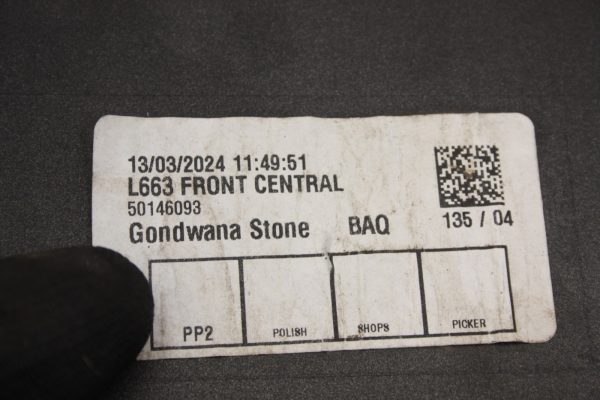 13/03/2024 11:49:51
L663 FRONT CENTRAL
50146093
Gondwana Stone BAQ 135 / 04
PP2 POLISH SHOPS PICKER